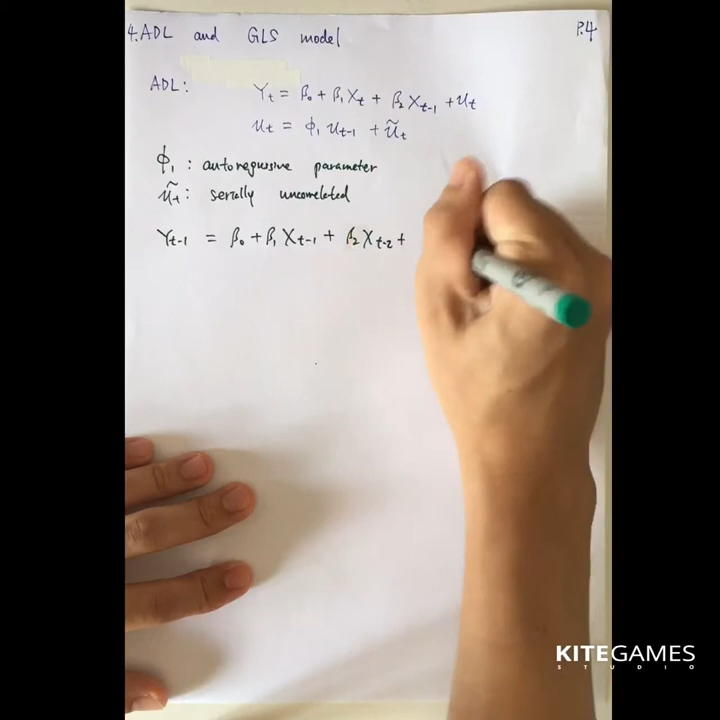 4.ADL and GLS model
P.4
ADL: Yₜ = β₀ + β₁Xₜ + β₂Xₜ₋₁ + uₜ
uₜ = ϕ₁uₜ₋₁ + ũₜ
ϕ₁ : autoregressive parameter
ũₜ : serially uncorrelated
Yₜ₋₁ = β₀ + β₁Xₜ₋₁ + β₂Xₜ₋₂ +
KITEGAMES
STUDIO